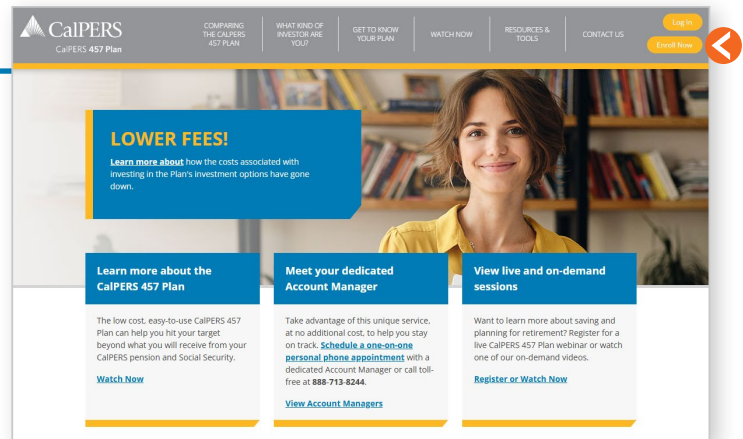 CalPERS
CalPERS 457 Plan
COMPARING
THE CALPERS
457 PLAN
WHAT KIND OF
INVESTOR ARE
YOU?
GET TO KNOW
YOUR PLAN
WATCH NOW
RESOURCES &
TOOLS
CONTACT US
Log In
Enroll Now
LOWER FEES!
Learn more about how the costs associated with
investing in the Plan's investment options have gone
down.
Learn more about the
CalPERS 457 Plan
The low cost, easy-to-use CalPERS 457
Plan can help you hit your target
beyond what you will receive from your
CalPERS pension and Social Security.
Watch Now
Meet your dedicated
Account Manager
Take advantage of this unique service,
at no additional cost, to help you stay
on track. Schedule a one-on-one
personal phone appointment with a
dedicated Account Manager or call toll-
free at 888-713-8244.
View Account Managers
View live and on-demand
sessions
Want to learn more about saving and
planning for retirement? Register for a
live CalPERS 457 Plan webinar or watch
one of our on-demand videos.
Register or Watch Now